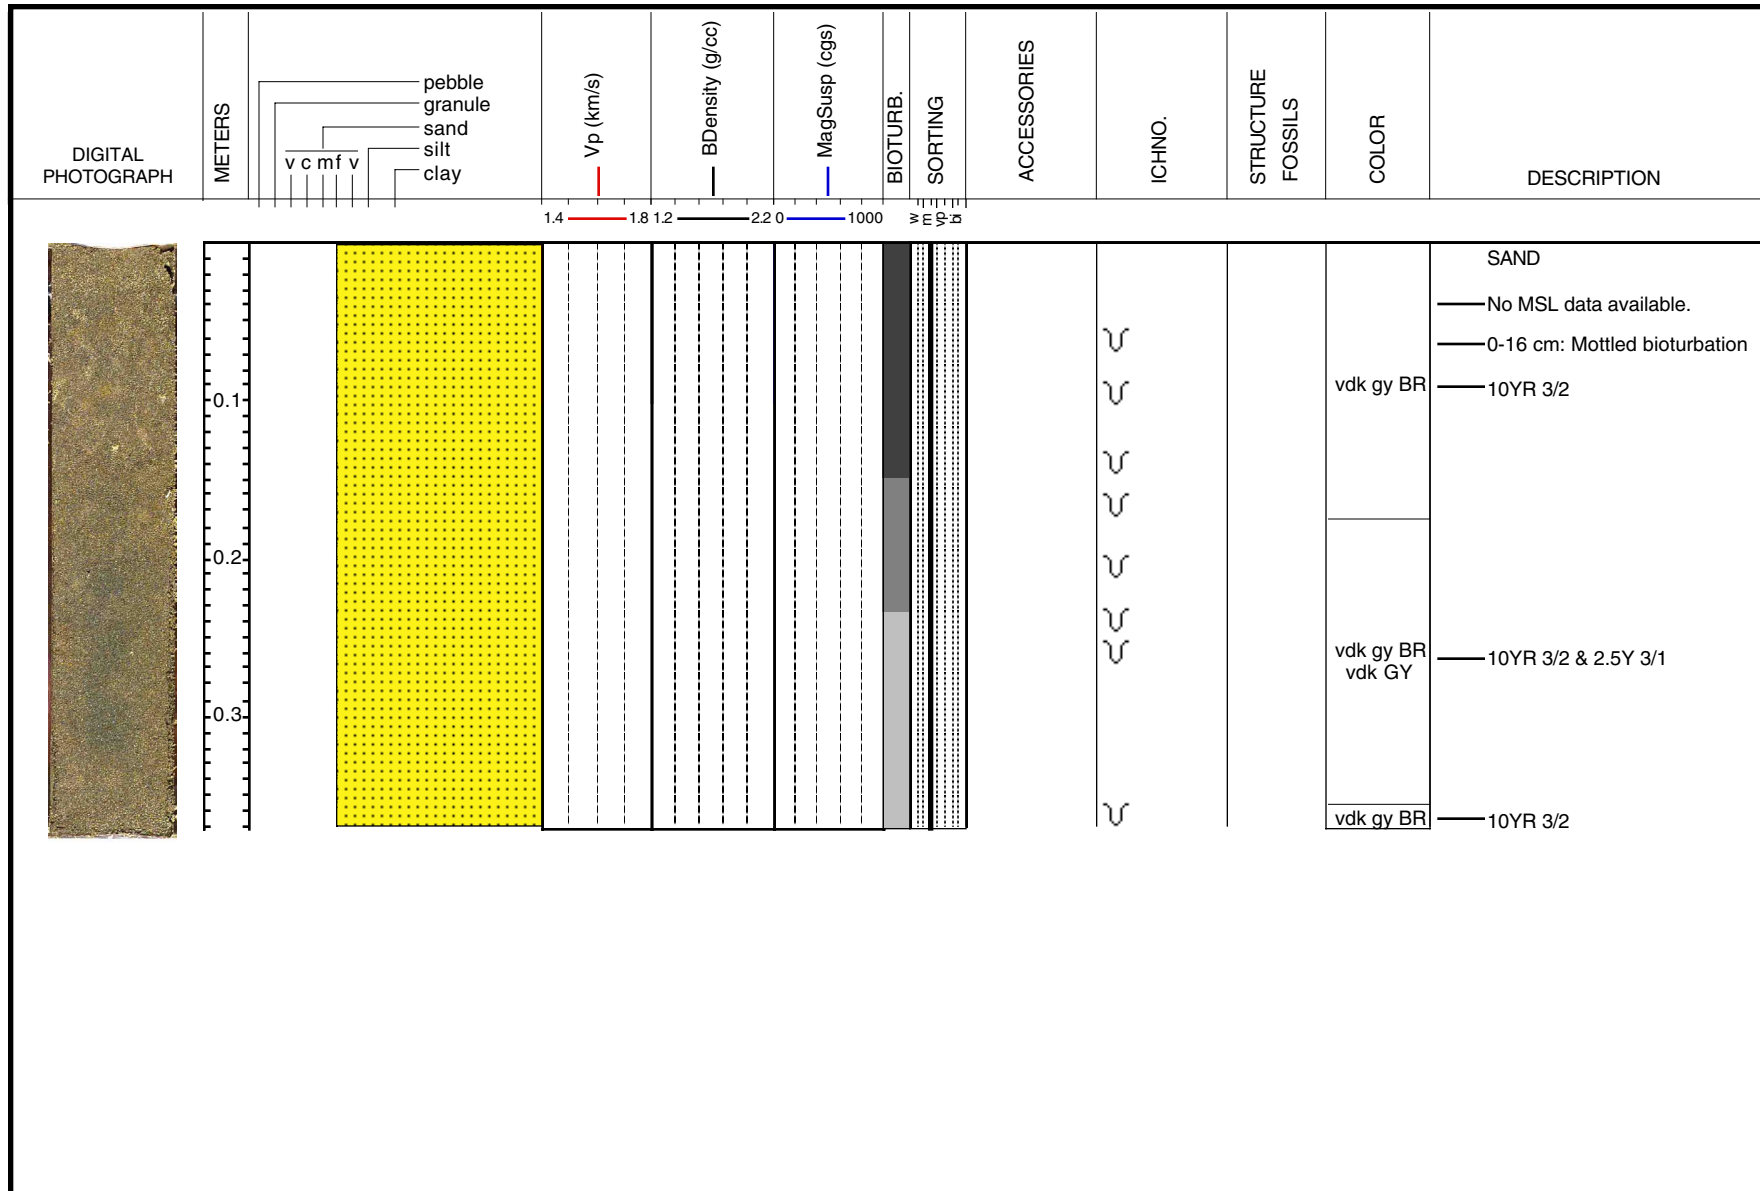 DIGITAL
PHOTOGRAPH
METERS
pebble
granule
sand
silt
clay
v c m f v
Vp (km/s)
BDensity (g/cc)
MagSusp (cgs)
BIOTURB.
SORTING
ACCESSORIES
ICHNO.
STRUCTURE
FOSSILS
COLOR
DESCRIPTION
1.4 1.8 1.2 2.2 0 1000
w
m
vp
bi
SAND
No MSL data available.
0-16 cm: Mottled bioturbation
0.1
vdk gy BR
10YR 3/2
0.2
vdk gy BR
vdk GY
10YR 3/2 & 2.5Y 3/1
0.3
vdk gy BR
10YR 3/2